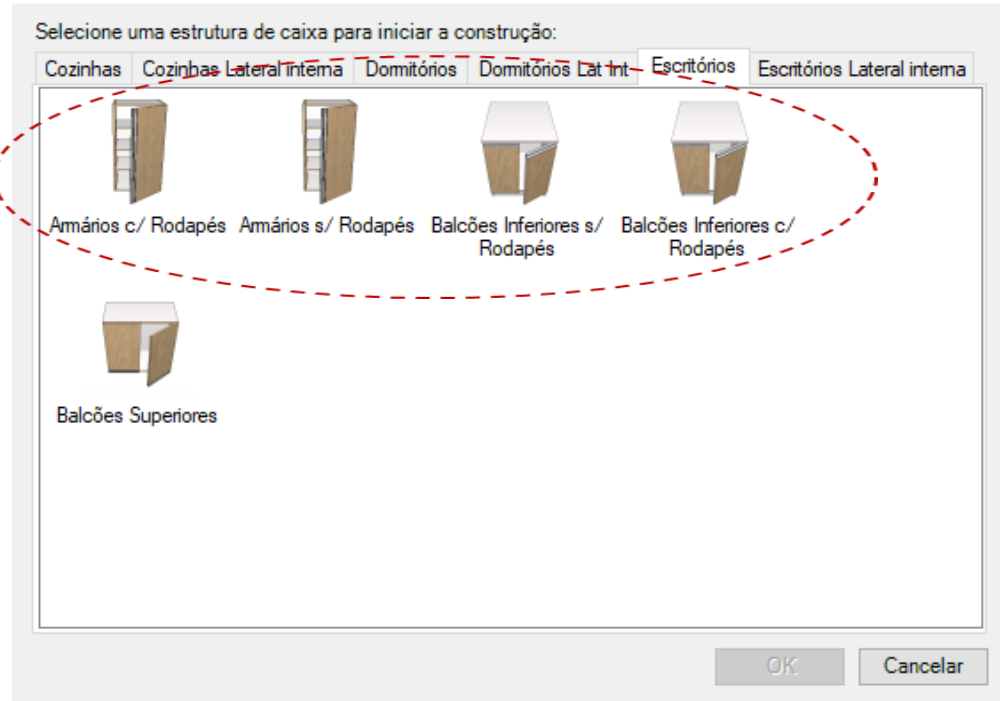 Selecione uma estrutura de caixa para iniciar a construção:
Cozinhas Cozinhas Lateral interna Dormitórios Dormitórios Lat Int Escritórios Escritórios Lateral interna
Armários c/ Rodapés Armários s/ Rodapés Balcões Inferiores s/ Balcões Inferiores c/
Rodapés Rodapés
Balcões Superiores
OK Cancelar